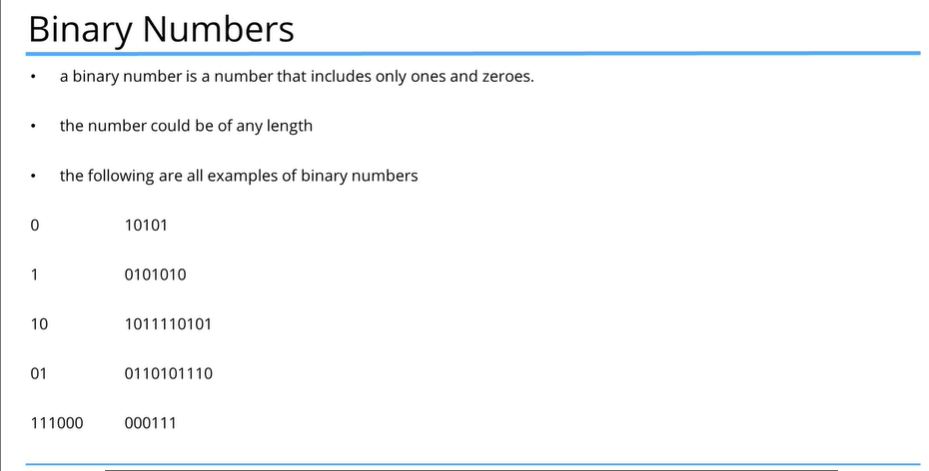 Binary Numbers
• a binary number is a number that includes only ones and zeroes.
• the number could be of any length
• the following are all examples of binary numbers
0 10101
1 0101010
10 1011110101
01 0110101110
111000 000111